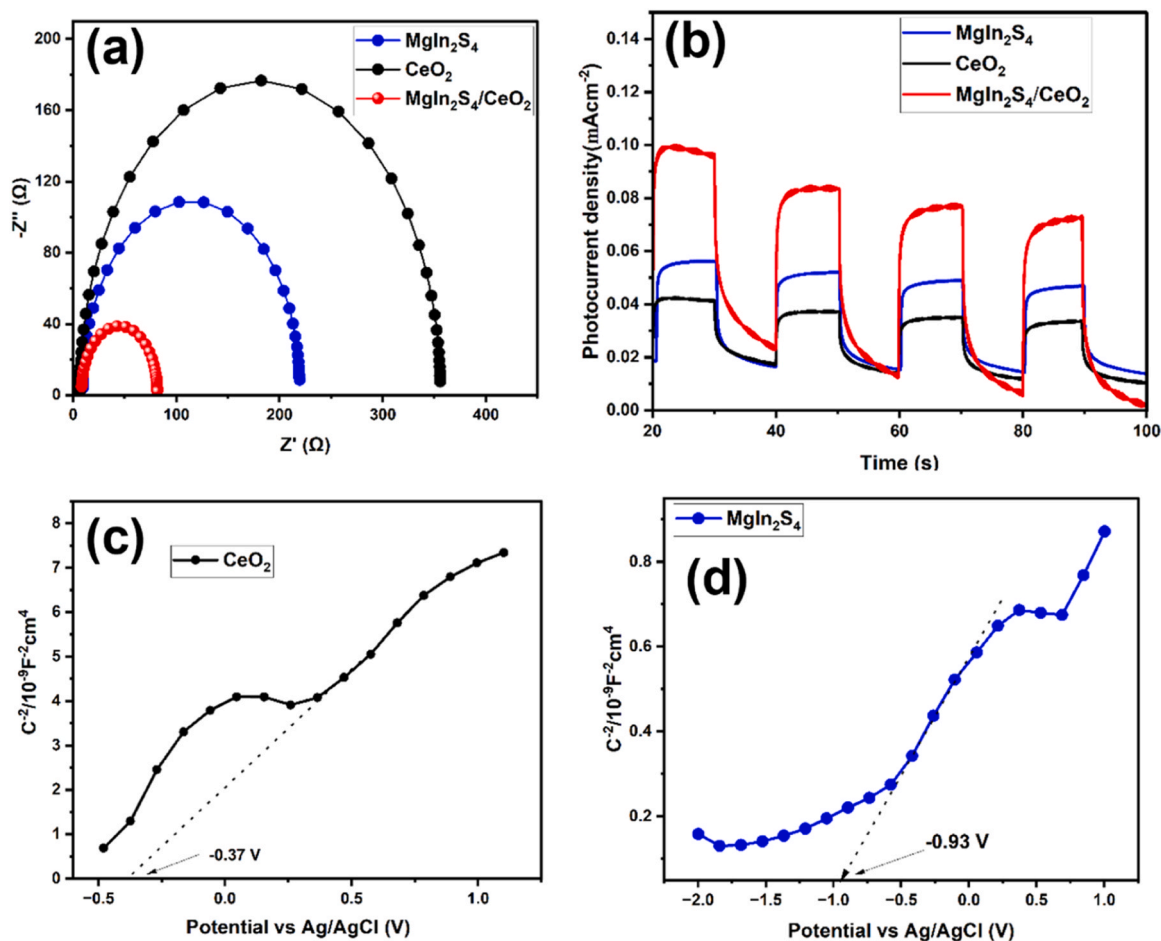 (a)
MgIn₂S₄
CeO₂
MgIn₂S₄/CeO₂
200
160
120
80
40
0
-Z'' (Ω)
0 100 200 300 400
Z' (Ω)
(b)
MgIn₂S₄
CeO₂
MgIn₂S₄/CeO₂
0.14
0.12
0.10
0.08
0.06
0.04
0.02
0.00
Photocurrent density(mAcm⁻²)
20 40 60 80 100
Time (s)
(c)
CeO₂
8
7
6
5
4
3
2
1
0
C⁻²/10⁻⁹F⁻²cm⁴
-0.37 V
−0.5 0.0 0.5 1.0
Potential vs Ag/AgCl (V)
MgIn₂S₄
(d)
0.8
0.6
0.4
0.2
C⁻²/10⁻⁹F⁻²cm⁴
-0.93 V
−2.0 −1.5 −1.0 −0.5 0.0 0.5 1.0
Potential vs Ag/AgCl (V)